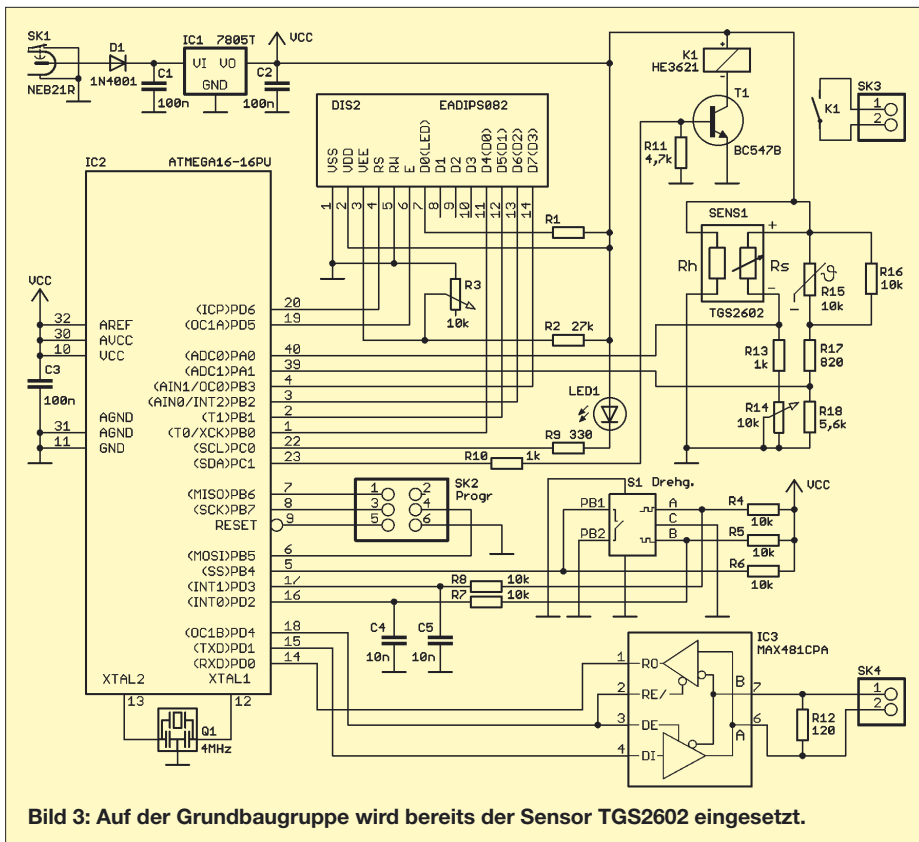 SK1
NEB21R
D1
1N4001
IC1 7805T
VI VO
GND
C1
100n
C2
100n
VCC
DIS2 EADIPS082
VSS
VDD
VEE
RS
RW
E
D0(LED)
D1
D2
D3
D4(D0)
D5(D1)
D6(D2)
D7(D3)
1 2 3 4 5 6 7 8 9 10 11 12 13 14
K1
HE3621
+
-
T1
BC547B
R11
4,7k
K1
SK3
1
2
R1
R3
10k
R2 27k
LED1
R9 330
R10 1k
SENS1
Rh
Rs
+
-
TGS2602
ϑ
-
R15
10k
R16
10k
R13
1k
R17
820
R14
10k
R18
5,6k
IC2 ATMEGA16-16PU
VCC
C3
100n
32 AREF
30 AVCC
10 VCC
AGND
31 AGND
11 GND
(ICP)PD6 20
(OC1A)PD5 19
(ADC0)PA0 40
(ADC1)PA1 39
(AIN1/OC0)PB3 4
(AIN0/INT2)PB2 3
(T1)PB1 2
(T0/XCK)PB0 1
(SCL)PC0 22
(SDA)PC1 23
(MISO)PB6 7
(SCK)PB7 8
RESET 9
(MOSI)PB5 6
(SS)PB4 5
(INT1)PD3 17
(INT0)PD2 16
(OC1B)PD4 18
(TXD)PD1 15
(RXD)PD0 14
XTAL2 XTAL1
13 12
Q1
4MHz
SK2
Progr
1 2
3 4
5 6
S1 Drehg.
PB1
PB2
A
C
B
VCC
R4
10k
R5
10k
R6
10k
R8 10k
R7 10k
C4
10n
C5
10n
IC3
MAX481CPA
1 RO
2 RE/
3 DE
4 DI
B 7
A 6
R12
120
SK4
1
2
Bild 3: Auf der Grundbaugruppe wird bereits der Sensor TGS2602 eingesetzt.